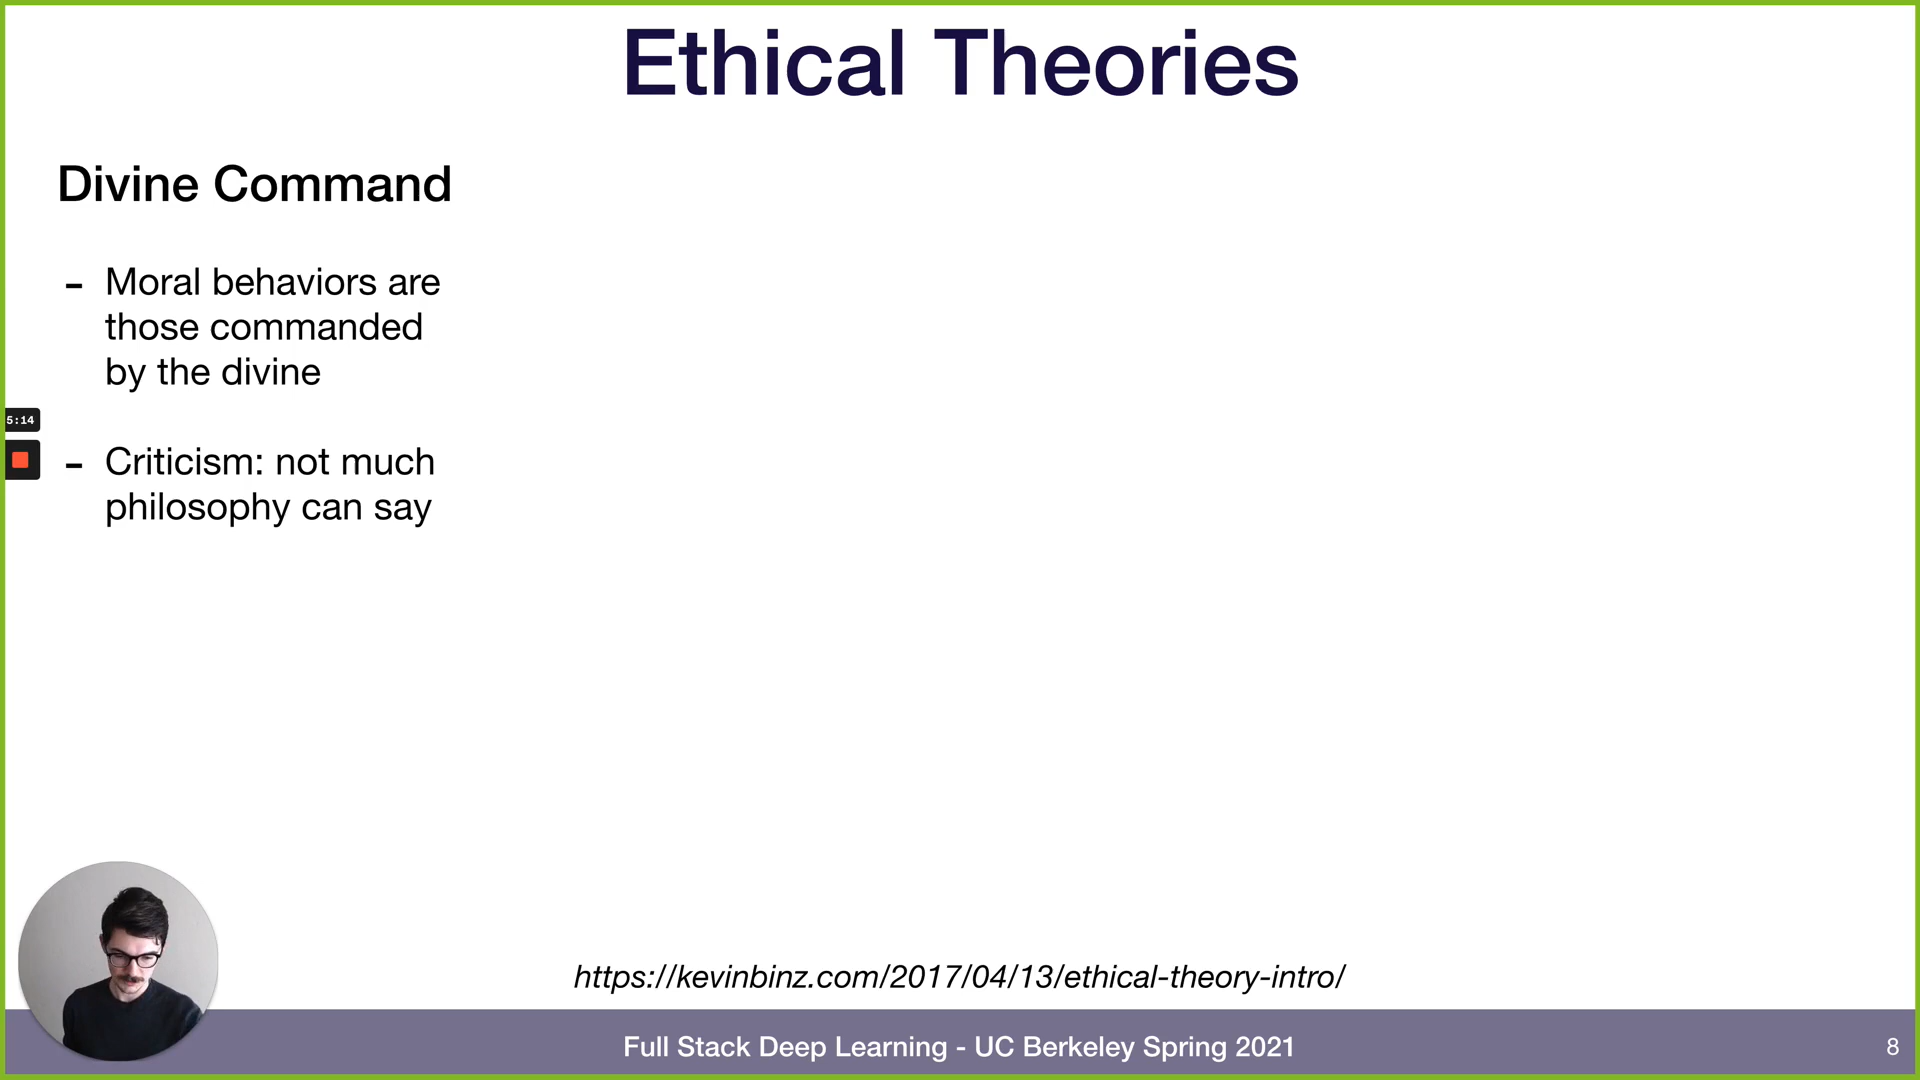 Ethical Theories
Divine Command
- Moral behaviors are
those commanded
by the divine
5:14
- Criticism: not much
philosophy can say
https://kevinbinz.com/2017/04/13/ethical-theory-intro/
Full Stack Deep Learning - UC Berkeley Spring 2021
8